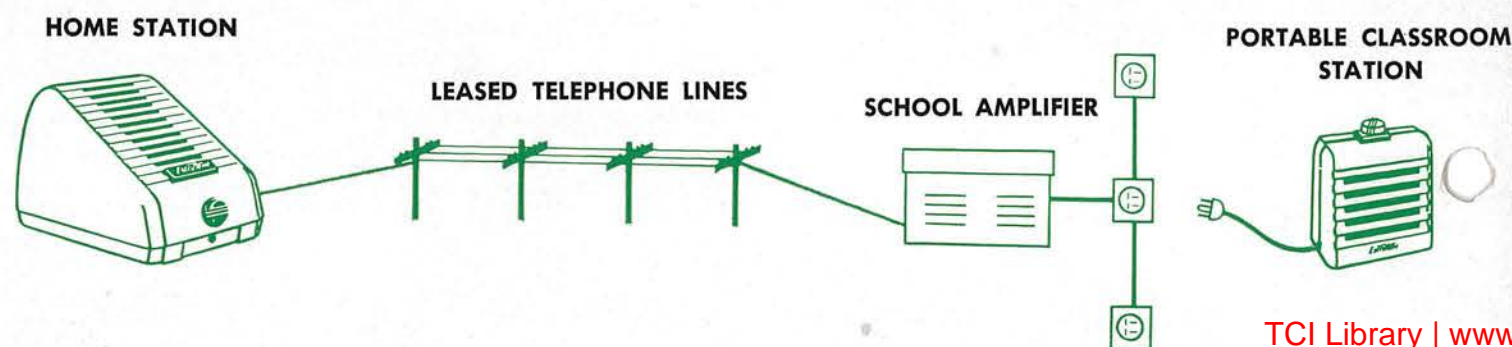 HOME STATION
LEASED TELEPHONE LINES
SCHOOL AMPLIFIER
PORTABLE CLASSROOM
STATION
TCI Library | www